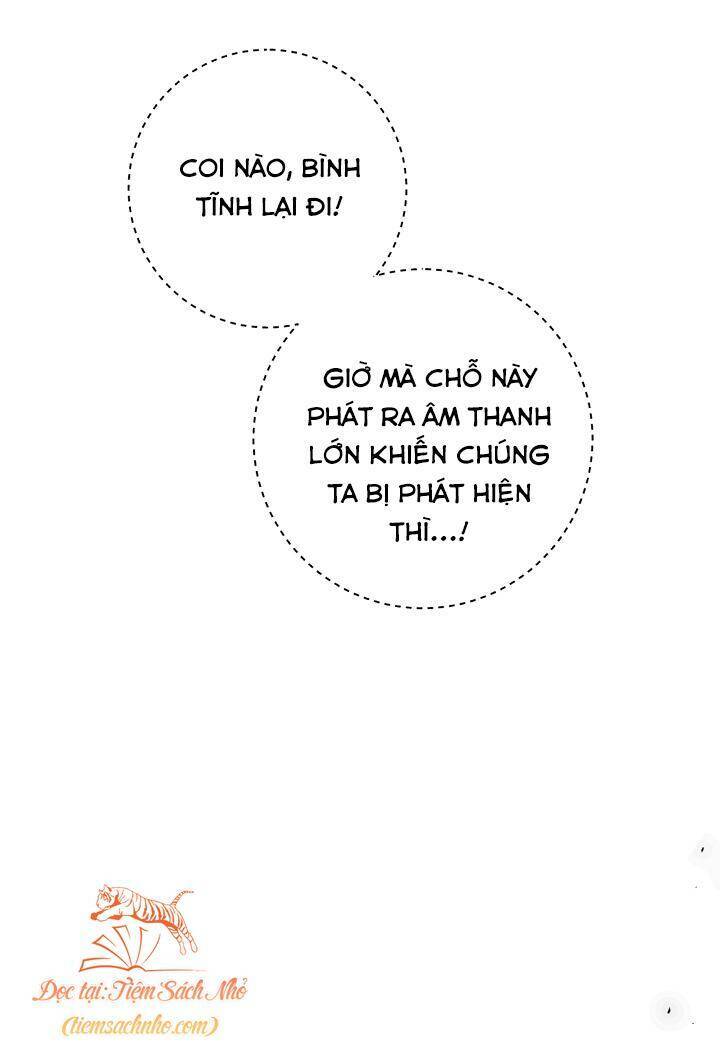 COI NÀO, BÌNH
TĨNH LẠI ĐI!
GIỜ MÀ CHỖ NÀY
PHÁT RA ÂM THANH
LỚN KHIẾN CHÚNG
TA BỊ PHÁT HIỆN
THÌ...!
Đọc tại: Tiệm Sách Nhỏ
(tiemsachnho.com)